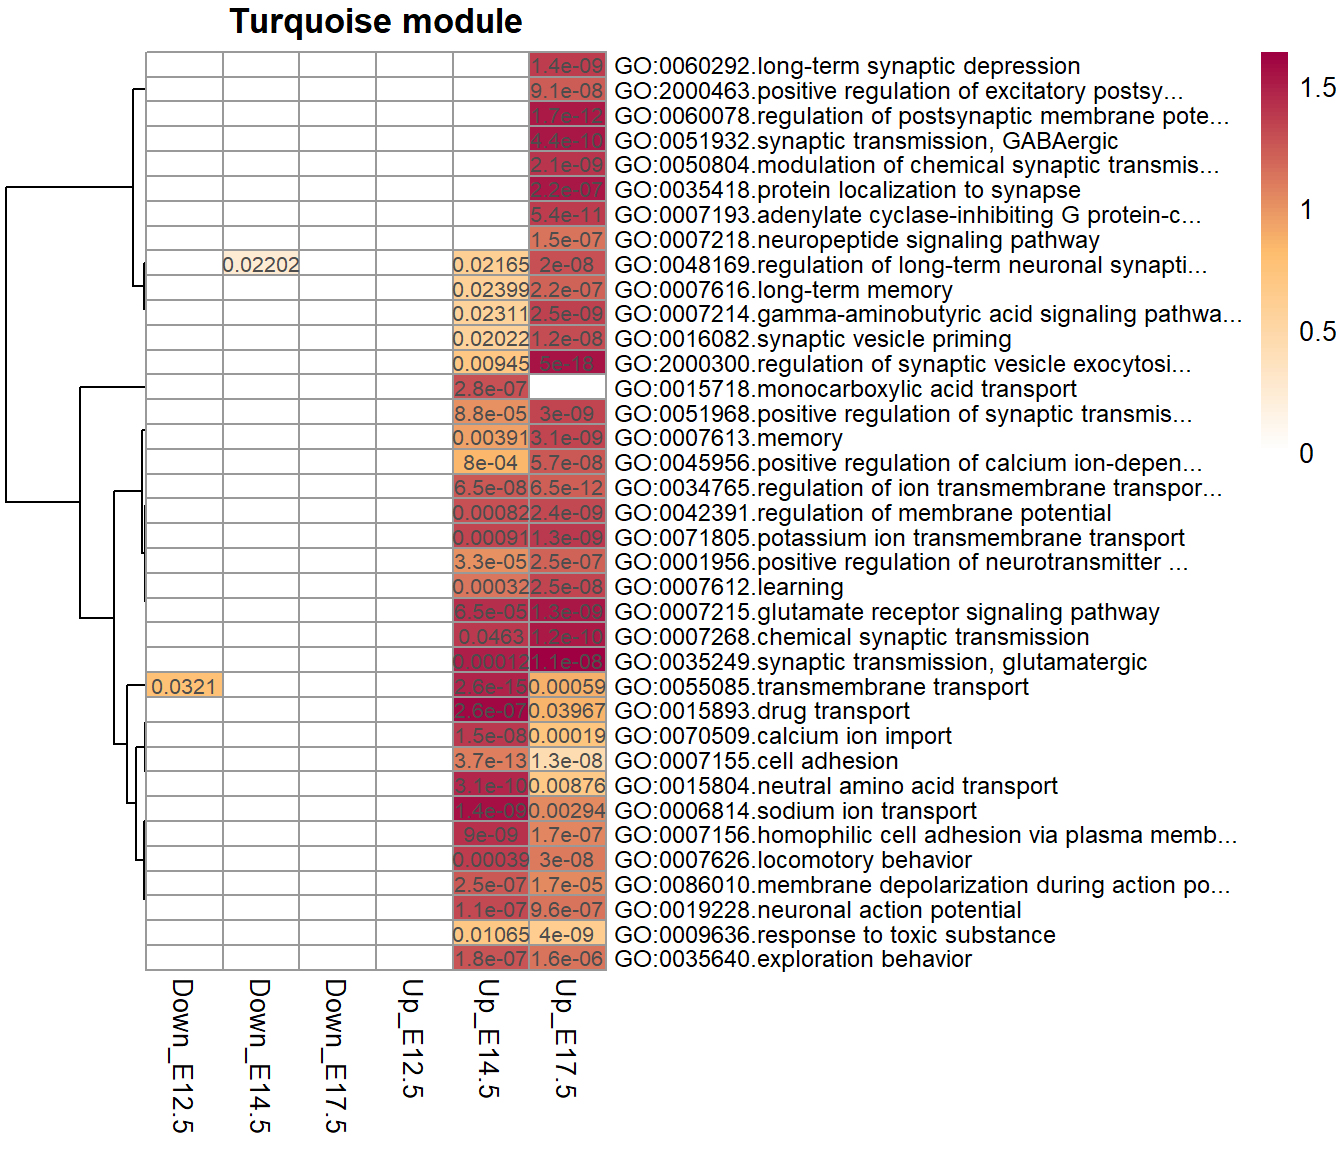 Turquoise module
1.4e-09 GO:0060292.long-term synaptic depression
9.1e-08 GO:2000463.positive regulation of excitatory postsy...
1.7e-12 GO:0060078.regulation of postsynaptic membrane pote...
4.4e-10 GO:0051932.synaptic transmission, GABAergic
2.1e-09 GO:0050804.modulation of chemical synaptic transmis...
2.2e-07 GO:0035418.protein localization to synapse
5.4e-11 GO:0007193.adenylate cyclase-inhibiting G protein-c...
1.5e-07 GO:0007218.neuropeptide signaling pathway
0.02202 0.02165 2e-08 GO:0048169.regulation of long-term neuronal synapti...
0.02399 2.2e-07 GO:0007616.long-term memory
0.02311 2.5e-09 GO:0007214.gamma-aminobutyric acid signaling pathwa...
0.02022 1.2e-08 GO:0016082.synaptic vesicle priming
0.00945 5e-18 GO:2000300.regulation of synaptic vesicle exocytosi...
2.8e-07 GO:0015718.monocarboxylic acid transport
8.8e-05 3e-09 GO:0051968.positive regulation of synaptic transmis...
0.00391 3.1e-09 GO:0007613.memory
8e-04 5.7e-08 GO:0045956.positive regulation of calcium ion-depen...
6.5e-08 6.5e-12 GO:0034765.regulation of ion transmembrane transpor...
0.00082 2.4e-09 GO:0042391.regulation of membrane potential
0.00091 1.3e-09 GO:0071805.potassium ion transmembrane transport
3.3e-05 2.5e-07 GO:0001956.positive regulation of neurotransmitter ...
0.00032 2.5e-08 GO:0007612.learning
6.5e-05 1.3e-09 GO:0007215.glutamate receptor signaling pathway
0.0463 1.2e-10 GO:0007268.chemical synaptic transmission
0.00012 1.1e-08 GO:0035249.synaptic transmission, glutamatergic
0.0321 2.6e-15 0.00059 GO:0055085.transmembrane transport
2.6e-07 0.03967 GO:0015893.drug transport
1.5e-08 0.00019 GO:0070509.calcium ion import
3.7e-13 1.3e-08 GO:0007155.cell adhesion
3.1e-10 0.00876 GO:0015804.neutral amino acid transport
1.4e-09 0.00294 GO:0006814.sodium ion transport
9e-09 1.7e-07 GO:0007156.homophilic cell adhesion via plasma memb...
0.00039 3e-08 GO:0007626.locomotory behavior
2.5e-07 1.7e-05 GO:0086010.membrane depolarization during action po...
1.1e-07 9.6e-07 GO:0019228.neuronal action potential
0.01065 4e-09 GO:0009636.response to toxic substance
1.8e-07 1.6e-06 GO:0035640.exploration behavior
Down_E12.5
Down_E14.5
Down_E17.5
Up_E12.5
Up_E14.5
Up_E17.5
1.5
1
0.5
0